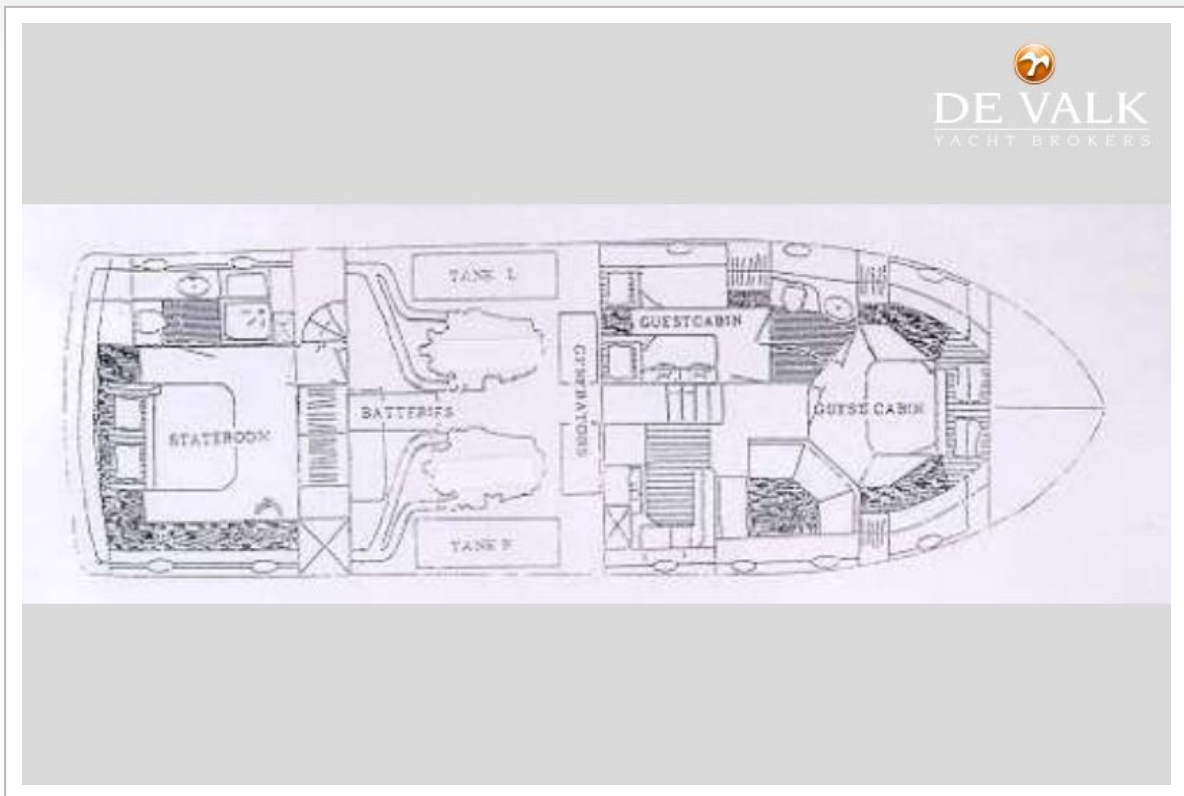 DE VALK
YACHT BROKERS
TANK L
GUESTCABIN
GENERATORS
BATTERIES
GUEST CABIN
STATEROOM
TANK R